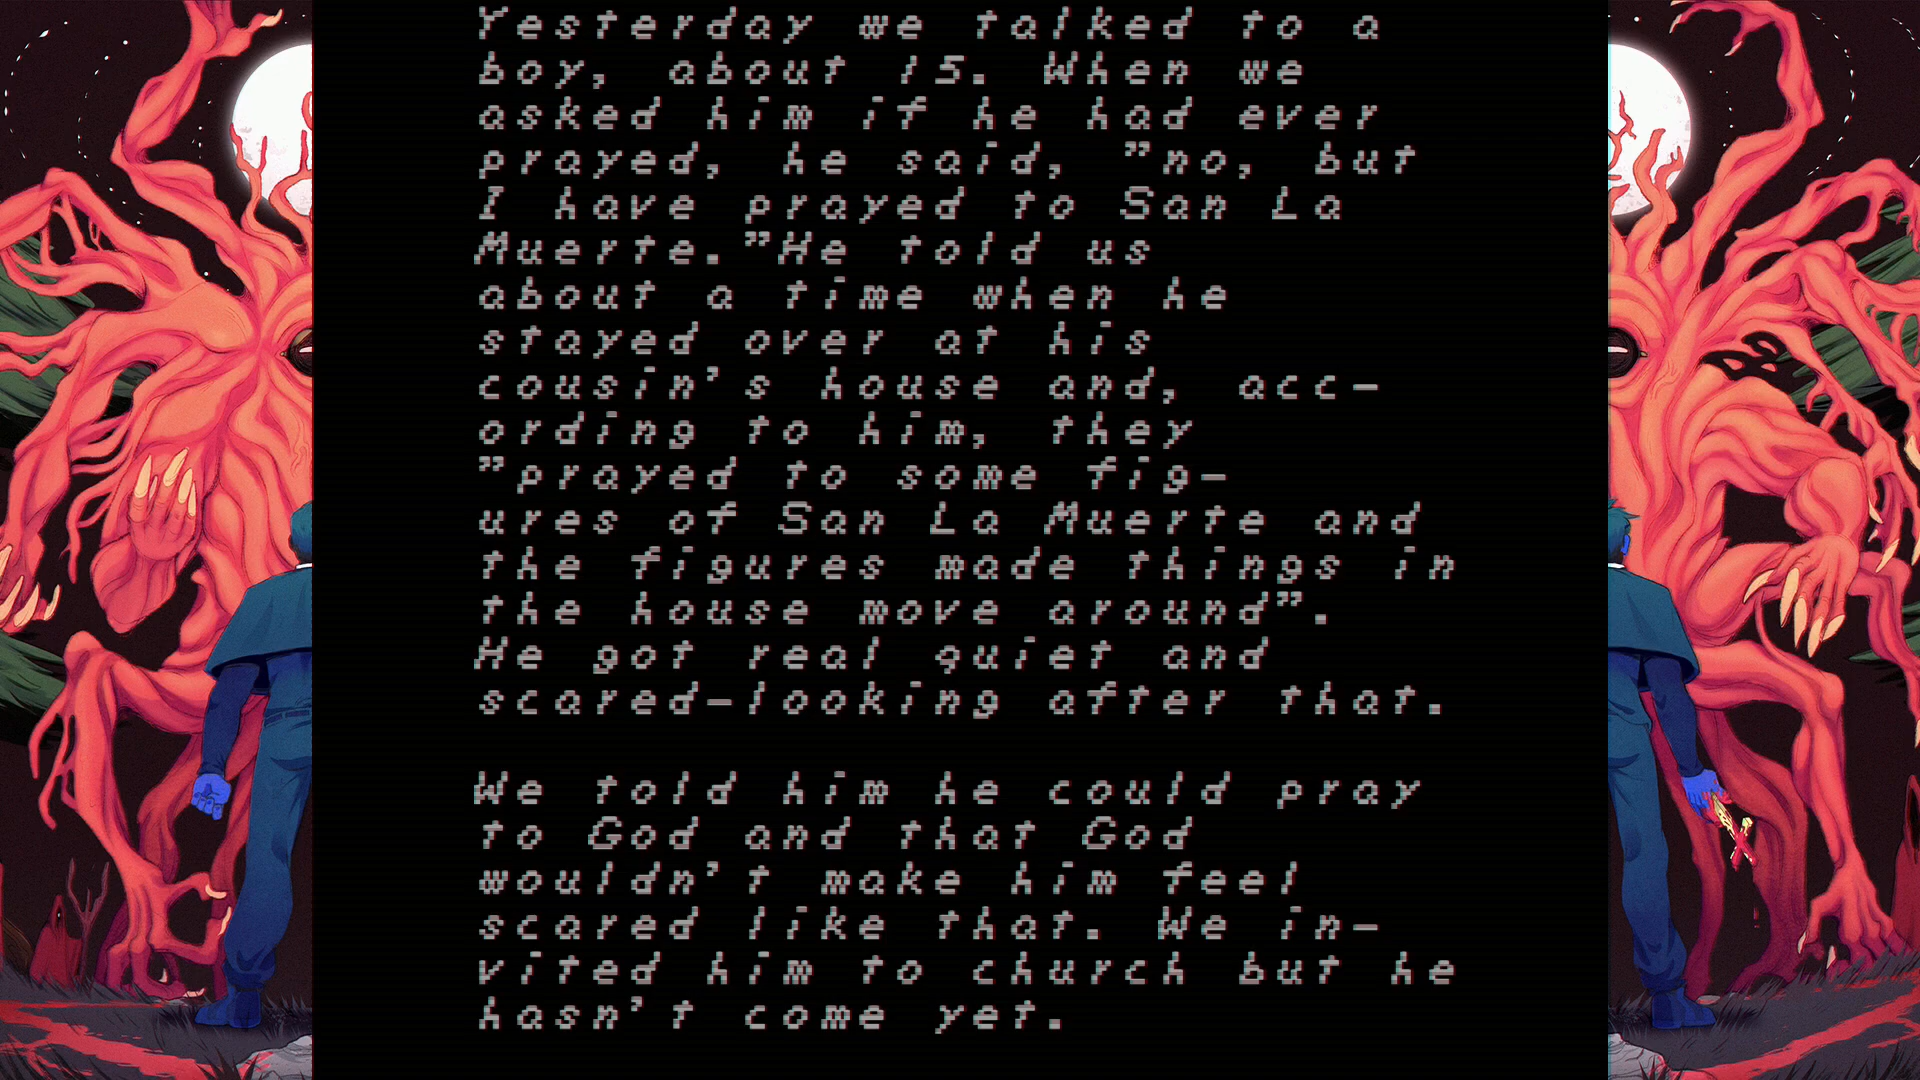 Yesterday we talked to a
boy, about 15. When we
asked him if he had ever
prayed, he said, "no, but
I have prayed to San La
Muerte."He told us
about a time when he
stayed over at his
cousin's house and, acc-
ording to him, they
"prayed to some fig-
ures of San La Muerte and
the figures made things in
the house move around".
He got real quiet and
scared-looking after that.
We told him he could pray
to God and that God
wouldn't make him feel
scared like that. We in-
vited him to church but he
hasn't come yet.